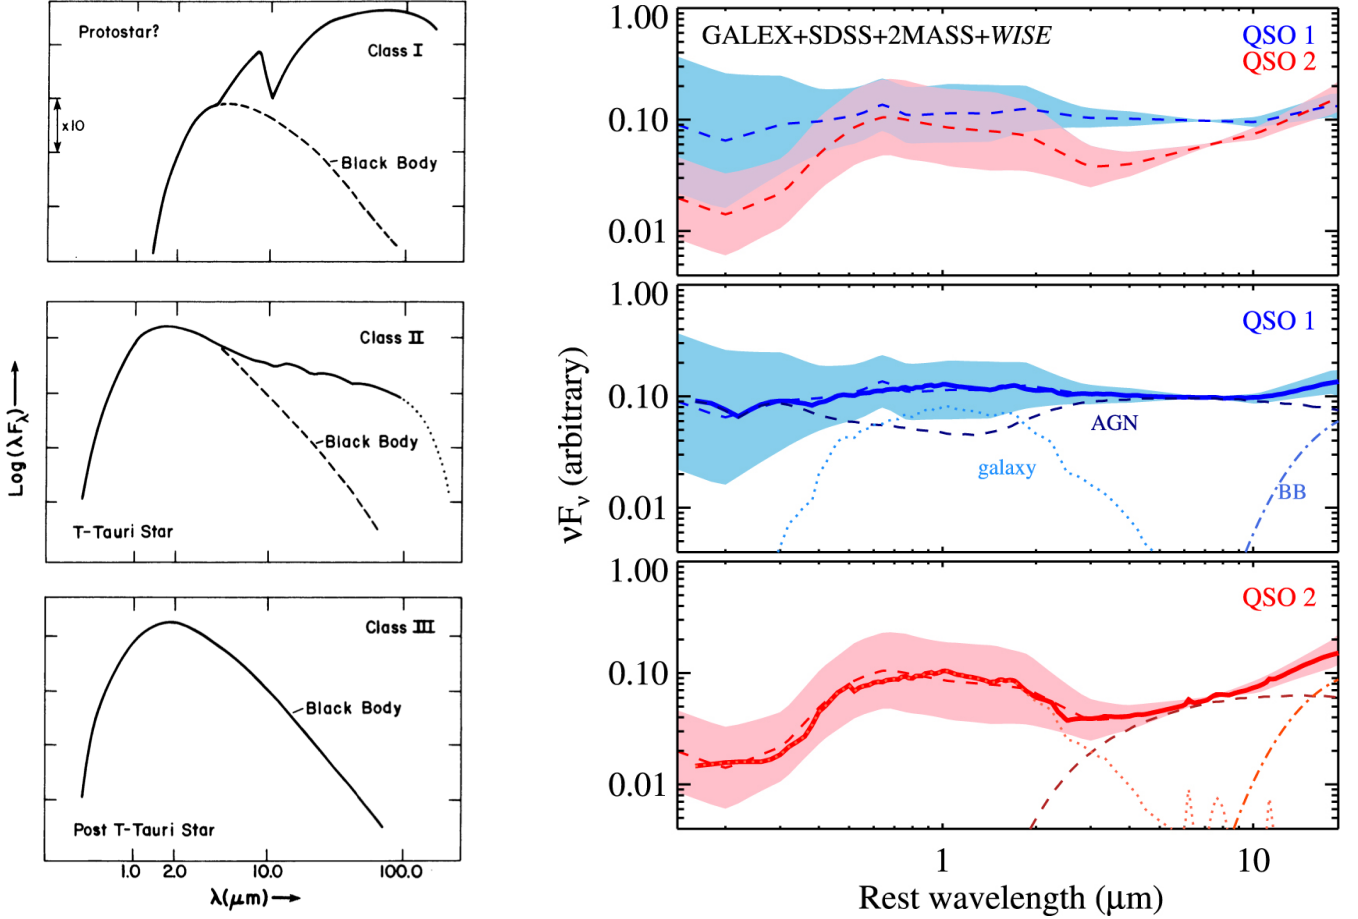 Protostar?
Class I
x10
Black Body
Class II
Black Body
T-Tauri Star
Log (λFλ)
Class III
Black Body
Post T-Tauri Star
1.0 2.0 10.0 100.0
λ(μm)
GALEX+SDSS+2MASS+WISE
QSO 1
QSO 2
1.00
0.10
0.01
QSO 1
1.00
0.10
0.01
AGN
galaxy
BB
νFν (arbitrary)
QSO 2
1.00
0.10
0.01
1 10
Rest wavelength (μm)